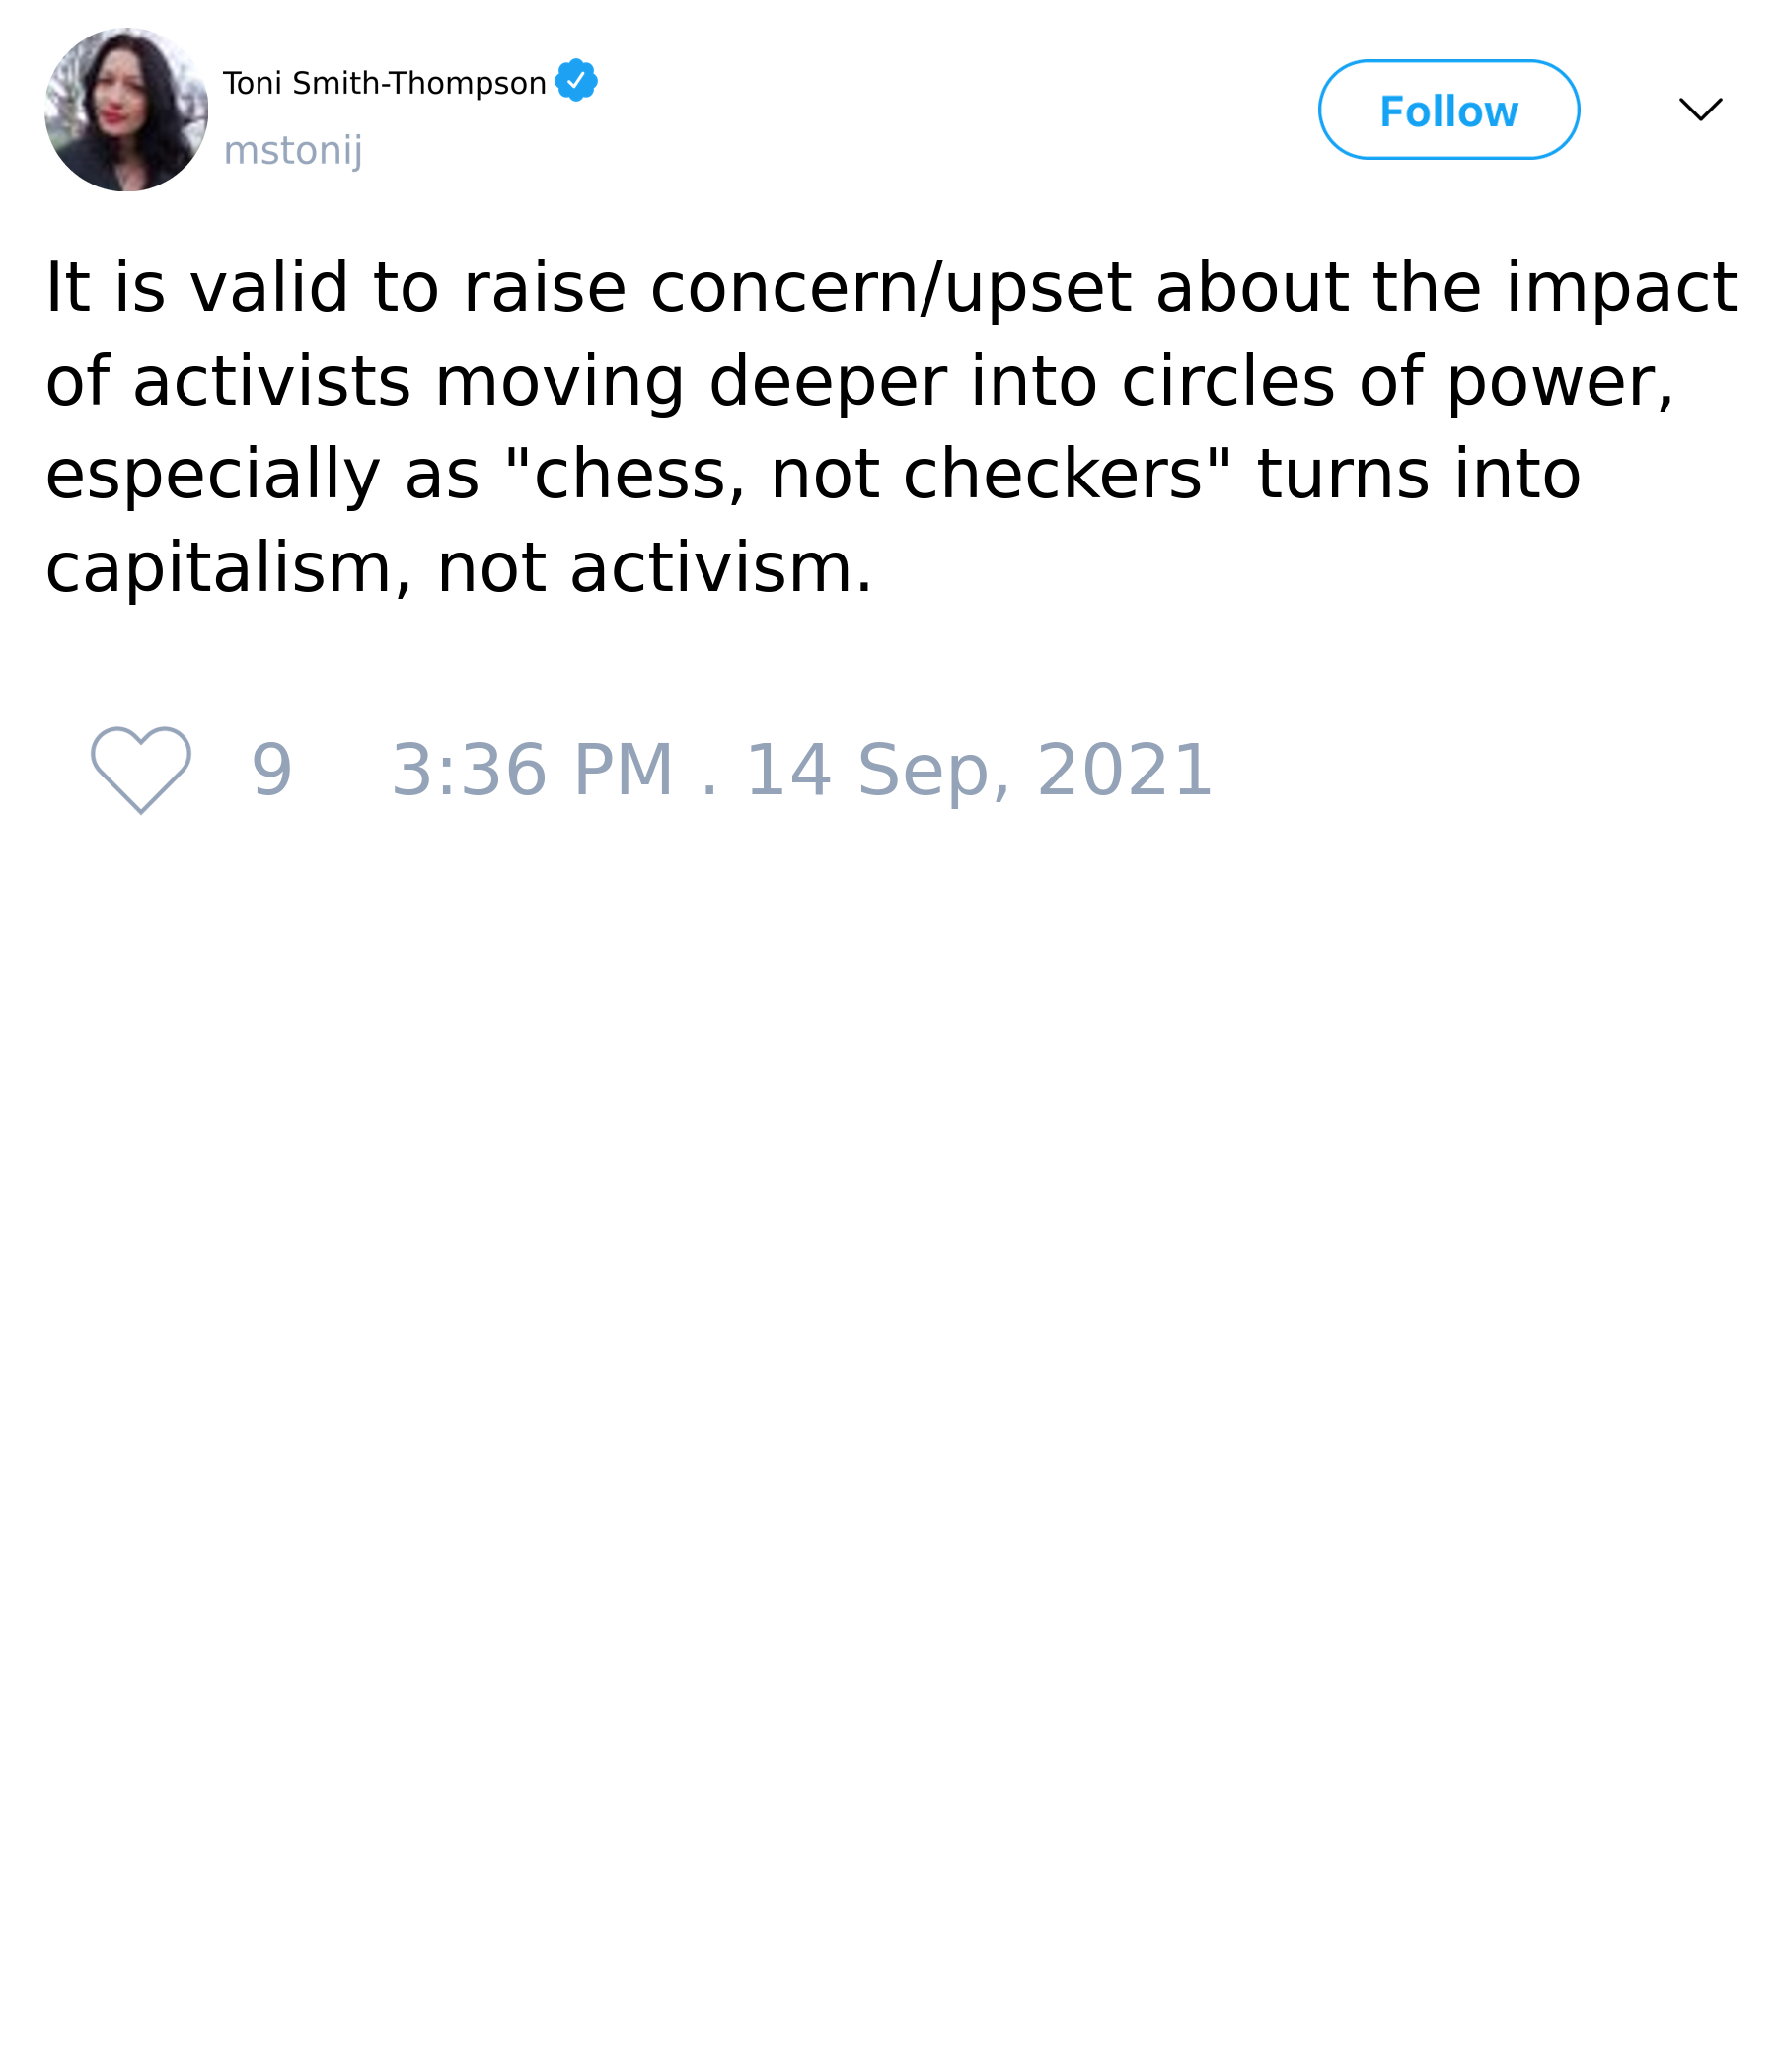 Toni Smith-Thompson
mstonij
Follow
It is valid to raise concern/upset about the impact
of activists moving deeper into circles of power,
especially as "chess, not checkers" turns into
capitalism, not activism.
9 3:36 PM . 14 Sep, 2021